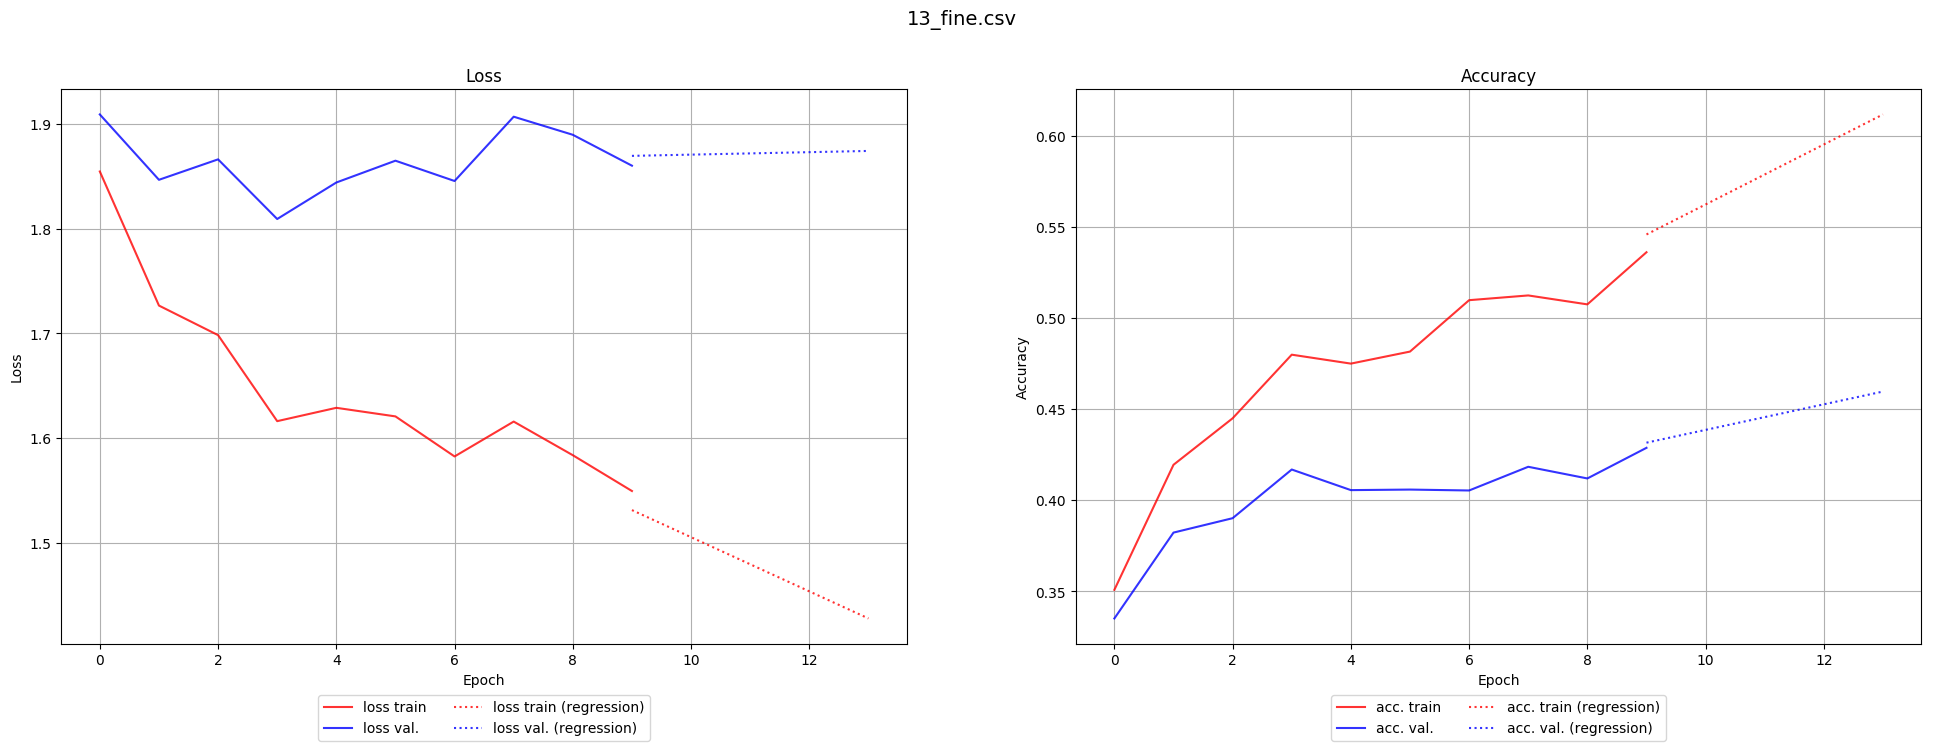 13_fine.csv
Loss
Loss
1.9
1.8
1.7
1.6
1.5
0 2 4 6 8 10 12
Epoch
loss train
loss val.
loss train (regression)
loss val. (regression)
Accuracy
Accuracy
0.60
0.55
0.50
0.45
0.40
0.35
0 2 4 6 8 10 12
Epoch
acc. train
acc. val.
acc. train (regression)
acc. val. (regression)